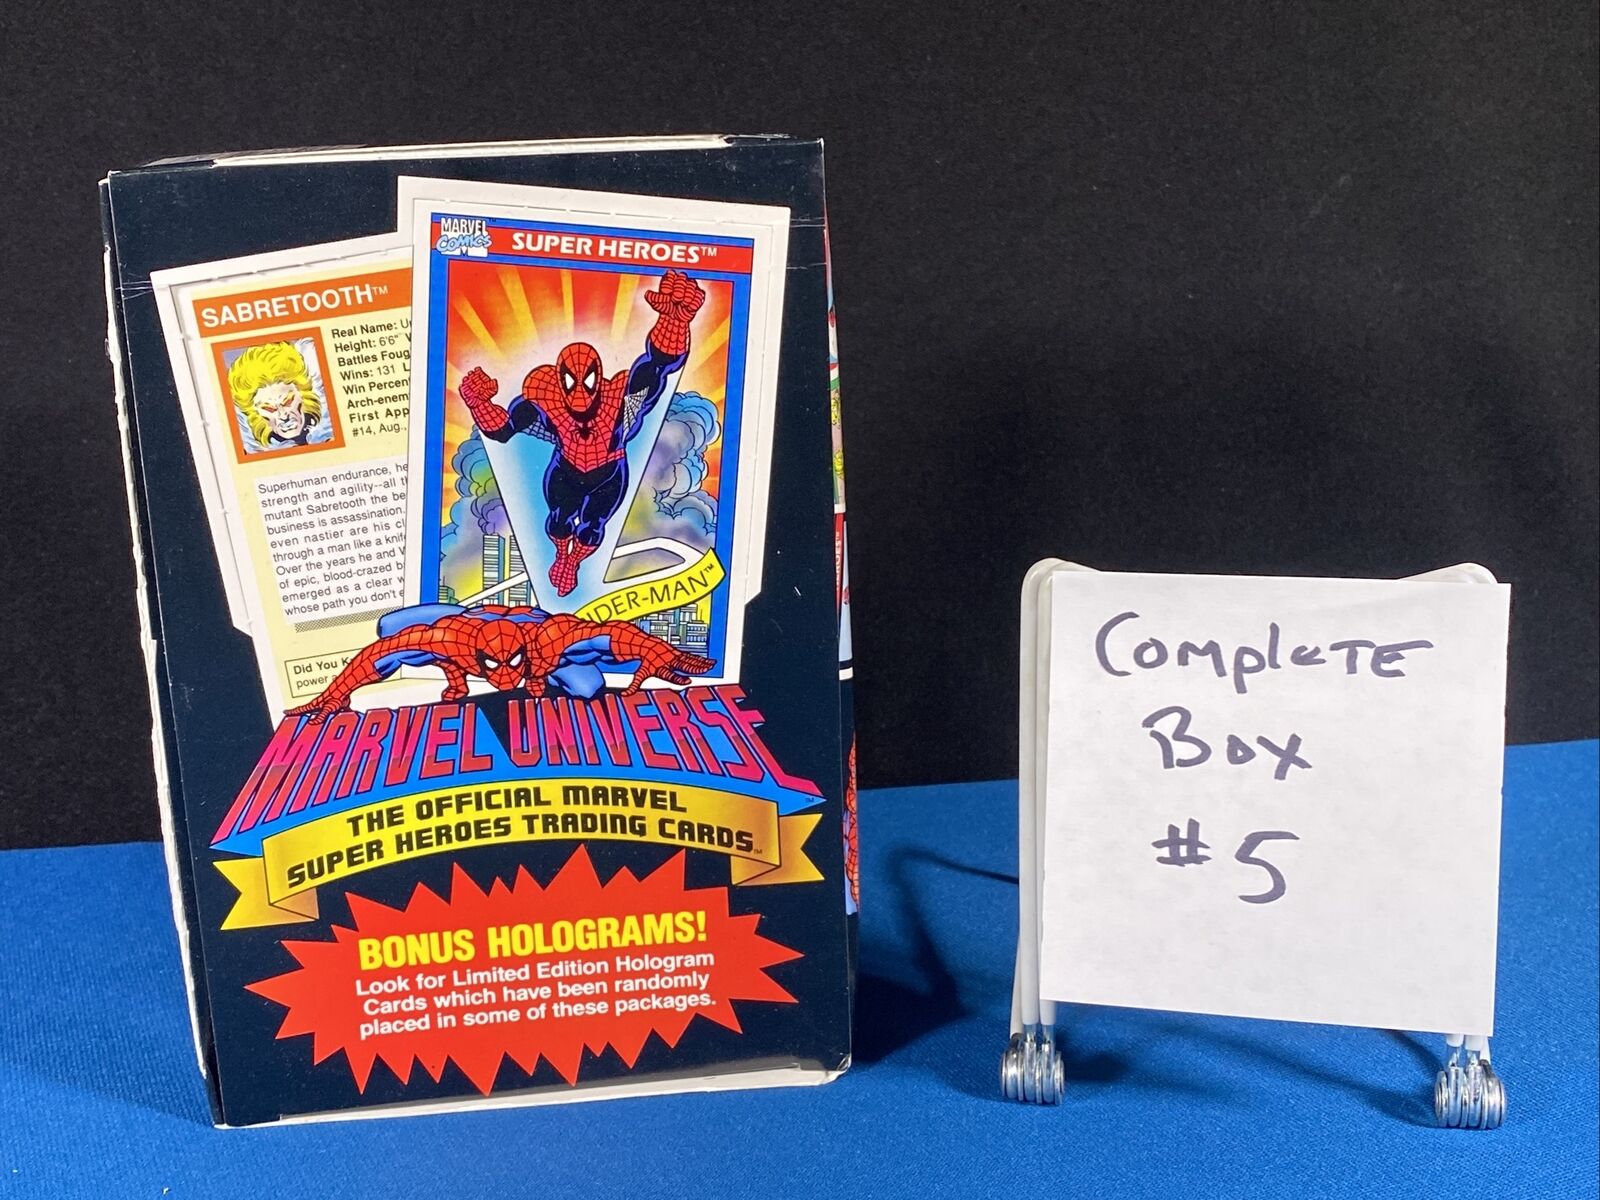 MARVEL
COMICS
SUPER HEROES™
SABRETOOTH™
Real Name:
Height: 6'6"
Battles Foug
Wins: 131
Win Percen
Arch-enem
First App
#14, Aug.,
Superhuman endurance, he
strength and agility--all
mutant Sabretooth the be
business is assassination.
even nastier are his cl
through a man like a knife
Over the years he and
of epic, blood-crazed
emerged as a clear
whose path you don't
Did You
power
IDER-MAN™
MARVEL UNIVERSE™
THE OFFICIAL MARVEL
SUPER HEROES TRADING CARDS™
BONUS HOLOGRAMS!
Look for Limited Edition Hologram
Cards which have been randomly
placed in some of these packages.
Complete
Box
#5